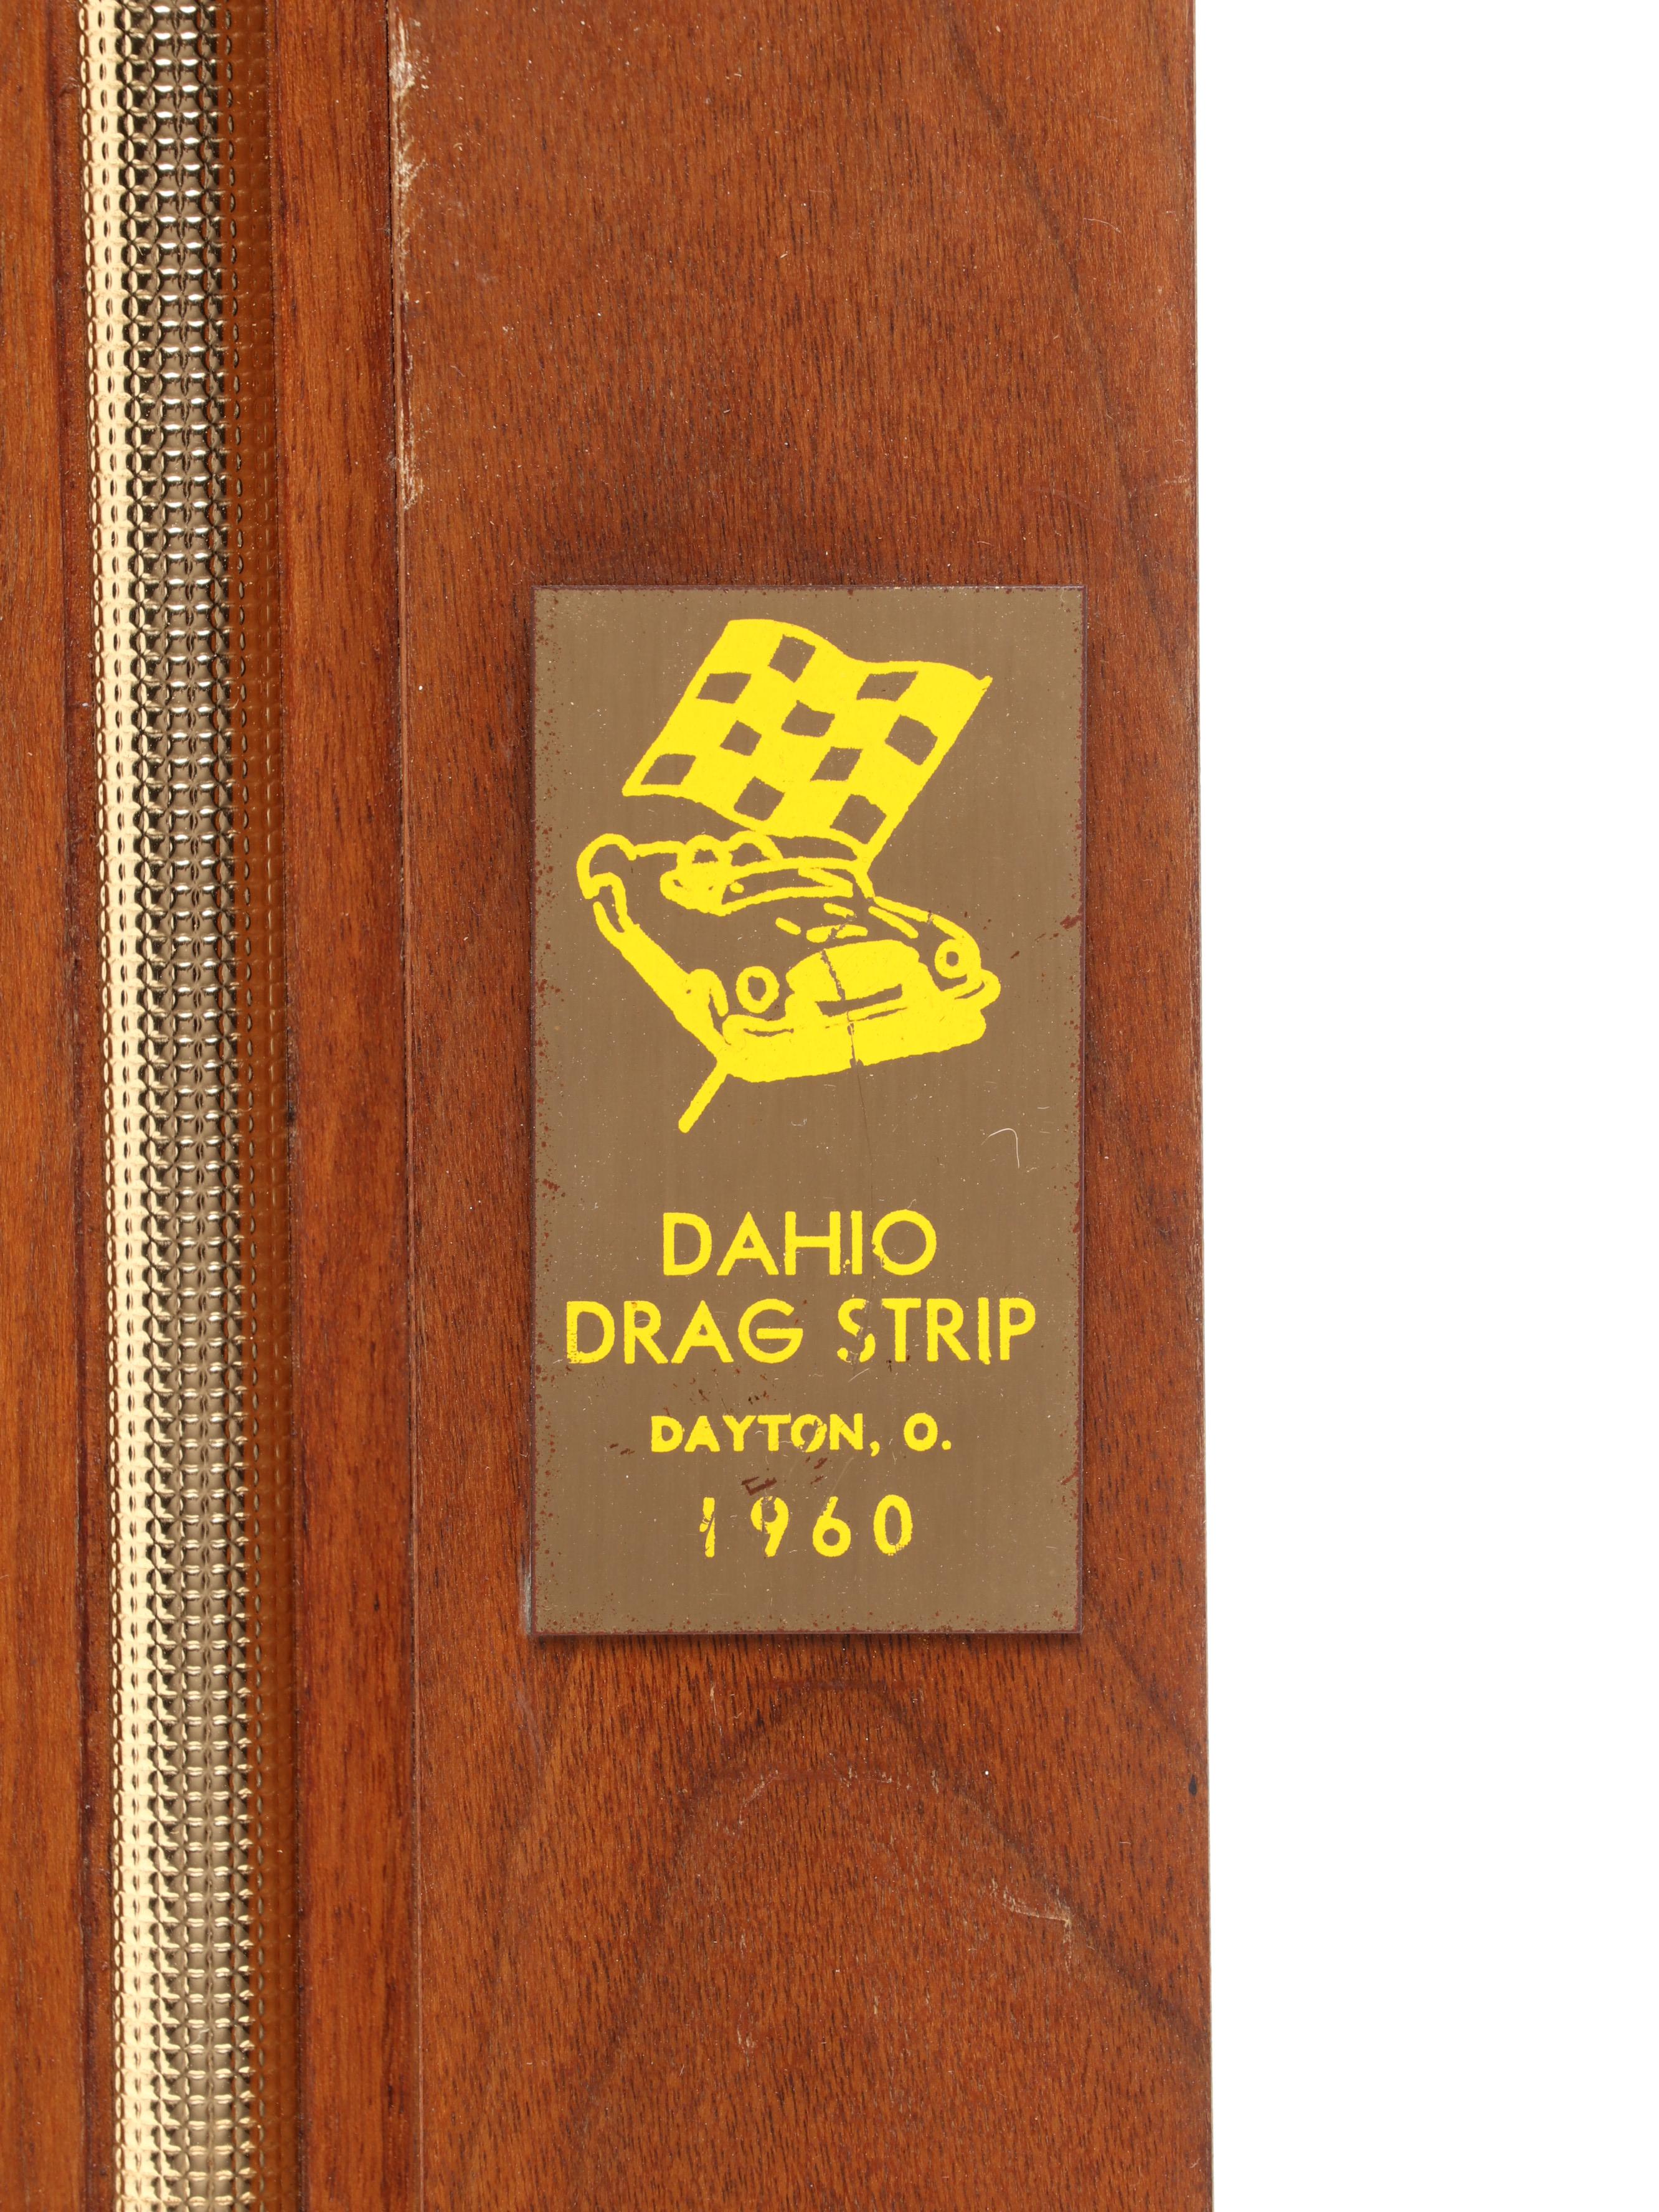 DAHIO
DRAG STRIP
DAYTON, O.
1960